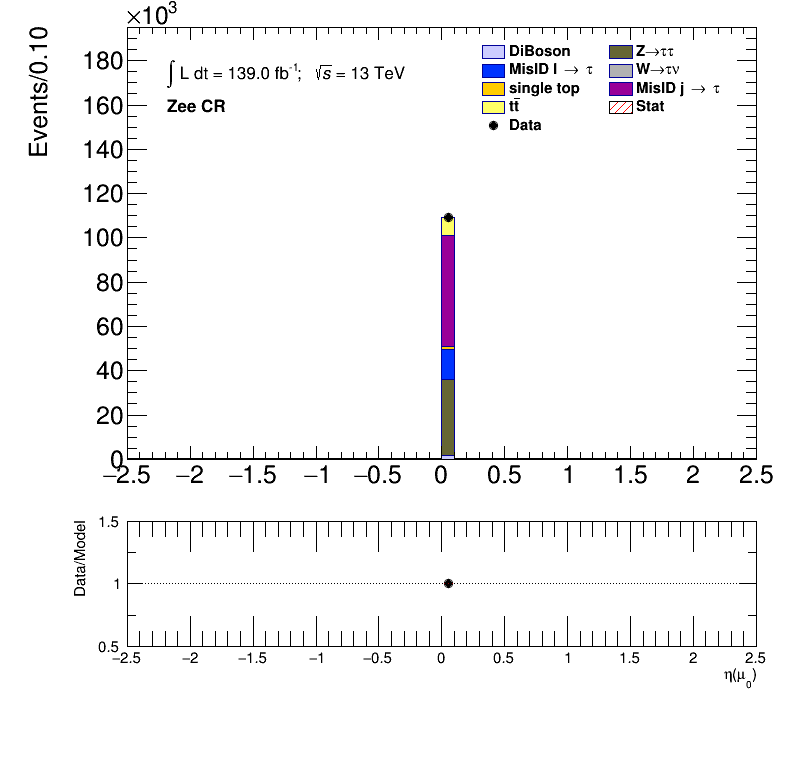 ×10³
Events/0.10
180
160
140
120
100
80
60
40
20
0
∫ L dt = 139.0 fb⁻¹; √s = 13 TeV
Zee CR
DiBoson
MisID l → τ
single top
tt̄
Data
Z→ττ
W→τν
MisID j → τ
Stat
−2.5 −2 −1.5 −1 −0.5 0 0.5 1 1.5 2 2.5
Data/Model
1.5
1
0.5
−2.5 −2 −1.5 −1 −0.5 0 0.5 1 1.5 2 2.5
η(μ₀)